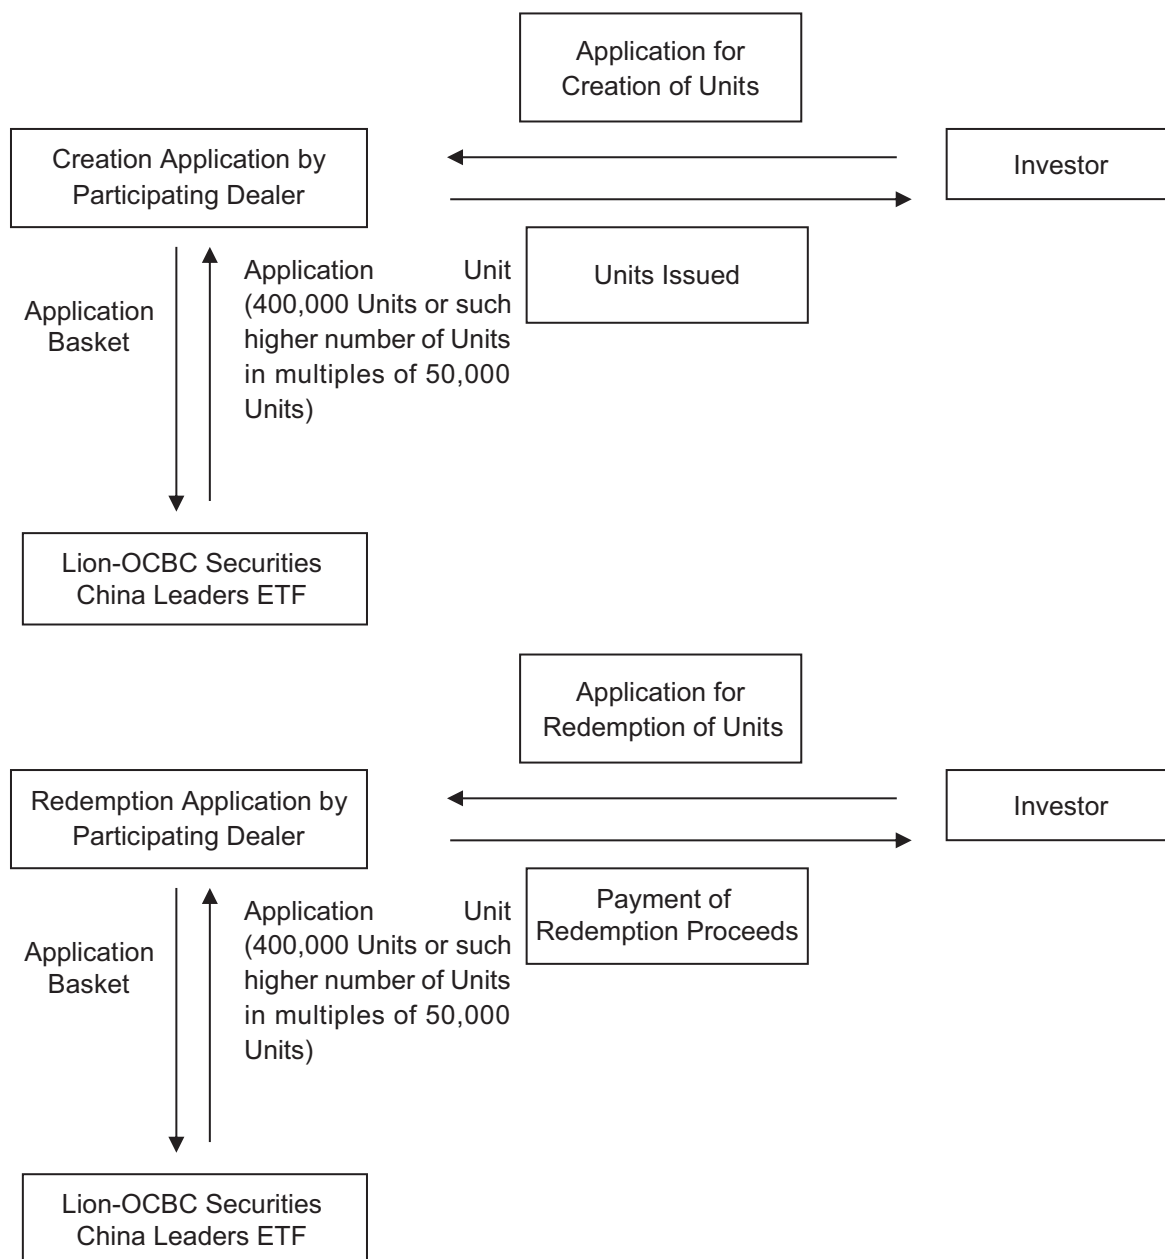 Application for
Creation of Units
Creation Application by
Participating Dealer
Investor
Application
Basket
Application Unit
(400,000 Units or such
higher number of Units
in multiples of 50,000
Units)
Units Issued
Lion-OCBC Securities
China Leaders ETF
Application for
Redemption of Units
Redemption Application by
Participating Dealer
Investor
Application
Basket
Application Unit
(400,000 Units or such
higher number of Units
in multiples of 50,000
Units)
Payment of
Redemption Proceeds
Lion-OCBC Securities
China Leaders ETF